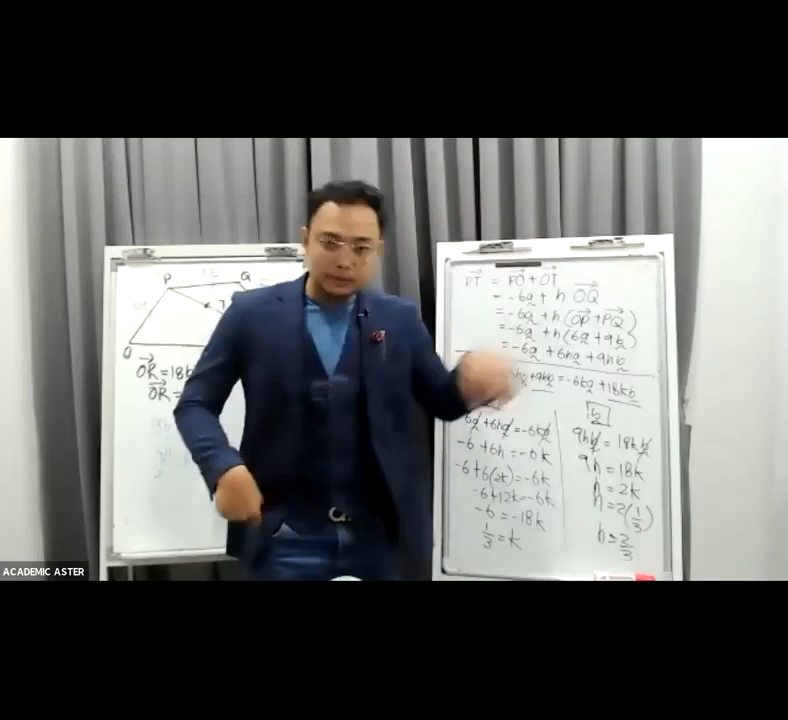 P Q
T
O
OR = 18b
OR =
PT = PO + OT
= -6a + h OQ
= -6a + h (OP + PQ)
= -6a + h (6a + 9b)
= -6a + 6ha + 9hb
+9hb = -6ka + 18kb
6a + 6ha = -6ka
-6 + 6h = -6k
-6 + 6(2k) = -6k
-6 + 12k = -6k
-6 = -18k
1/3 = k
b
9hb = 18kb
9h = 18k
h = 2k
h = 2(1/3)
h = 2/3
ACADEMIC ASTER